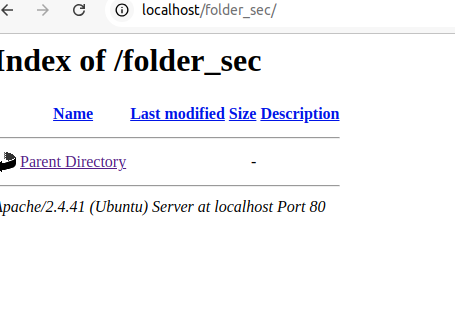 localhost/folder_sec/
Index of /folder_sec
Name Last modified Size Description
Parent Directory -
Apache/2.4.41 (Ubuntu) Server at localhost Port 80